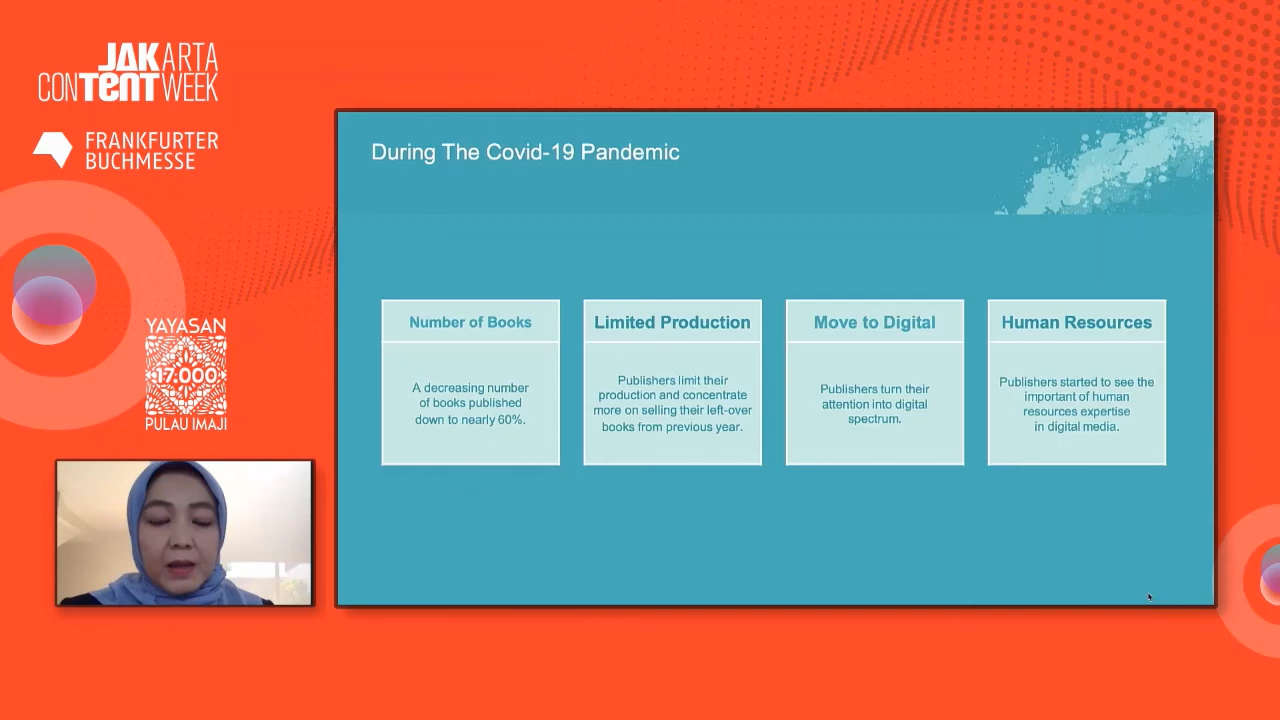 JAKARTA
CONTENT WEEK
FRANKFURTER
BUCHMESSE
YAYASAN
17.000
PULAU IMAJI
During The Covid-19 Pandemic
Number of Books
A decreasing number
of books published
down to nearly 60%.
Limited Production
Publishers limit their
production and concentrate
more on selling their left-over
books from previous year.
Move to Digital
Publishers turn their
attention into digital
spectrum.
Human Resources
Publishers started to see the
important of human
resources expertise
in digital media.